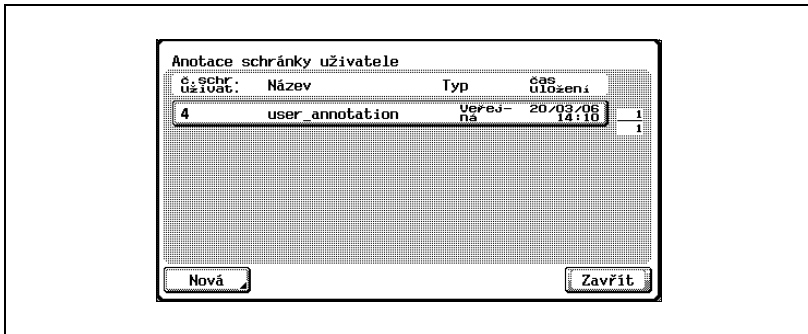 Anotace schránky uživatele
č.schr. Název Typ čas
uživat. uložení
4 user_annotation Veřej- 20/03/06
ná 14:10
1
1
Nová Zavřít